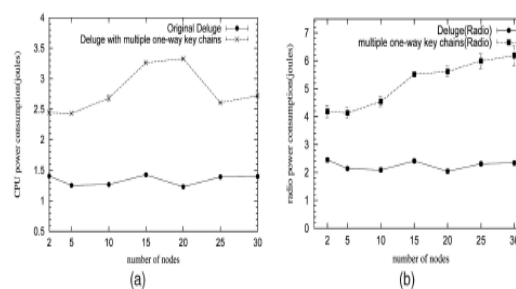 Original Deluge
Deluge with multiple one-way key chains
CPU power consumption(joules)
4
3.5
3
2.5
2
1.5
1
0.5
2 5 10 15 20 25 30
number of nodes
(a)
Deluge(Radio)
multiple one-way key chains(Radio)
radio power consumption(joules)
7
6
5
4
3
2
1
0
2 5 10 15 20 25 30
number of nodes
(b)